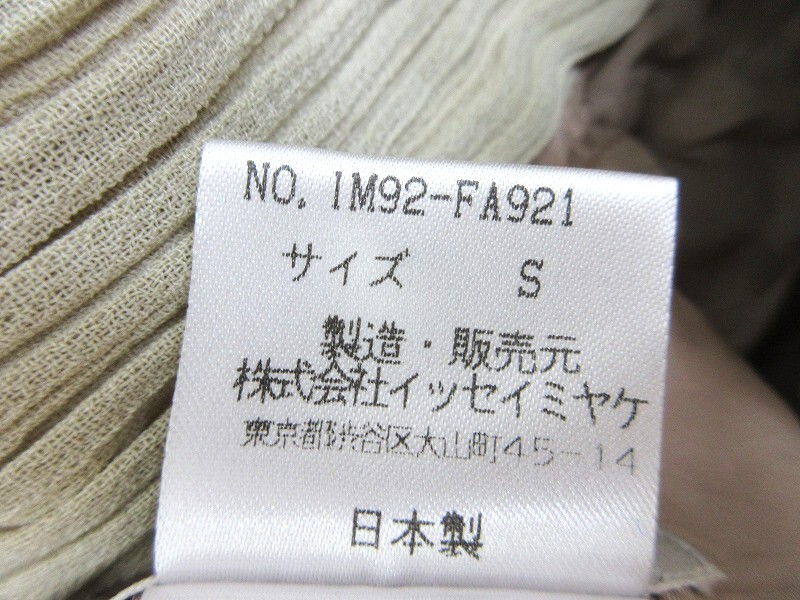 NO. IM92-FA921
サイズ S
製造・販売元
株式会社イッセイミヤケ
東京都渋谷区大山町45-14
日本製